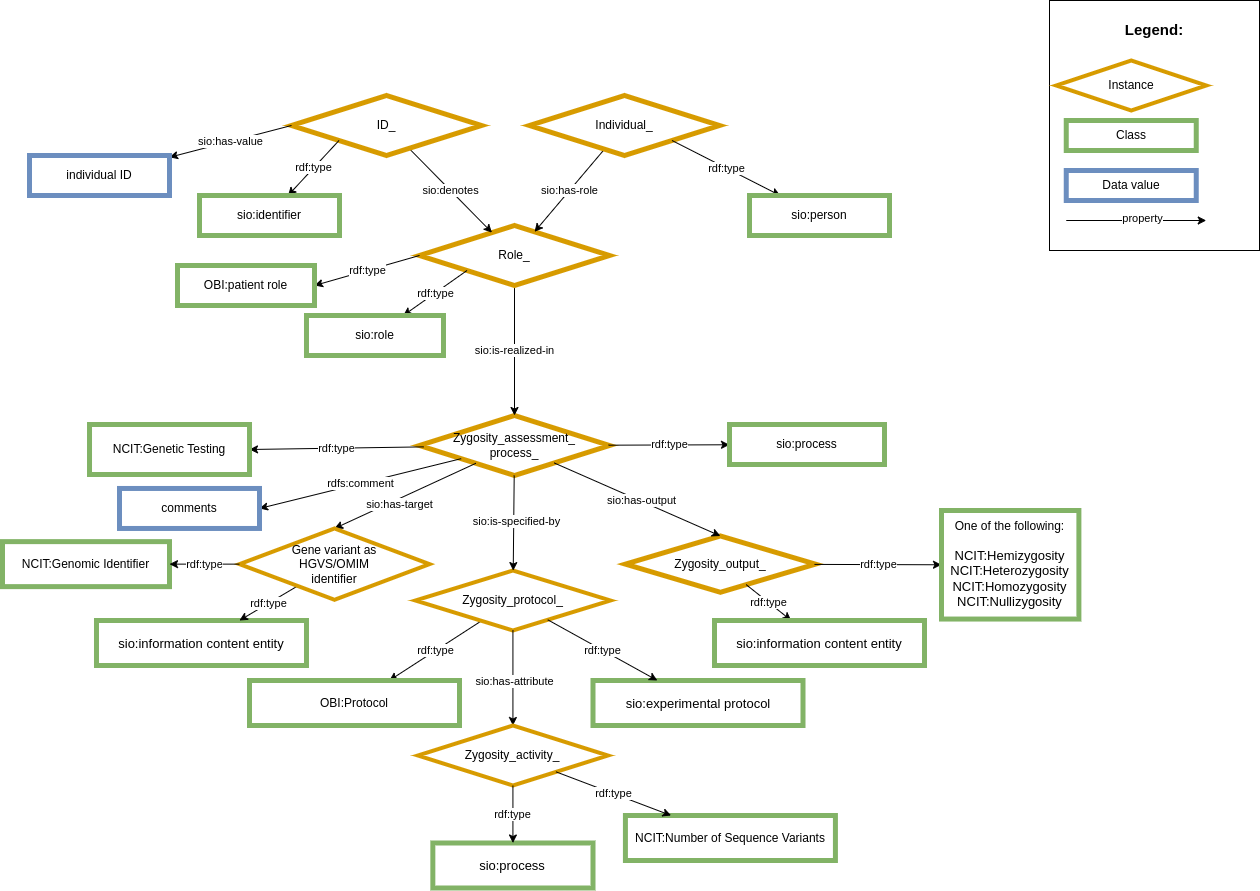 Legend:
Instance
Class
Data value
property
ID_
Individual_
sio:has-value
rdf:type
rdf:type
individual ID
sio:denotes
sio:has-role
sio:identifier
sio:person
Role_
rdf:type
OBI:patient role
rdf:type
sio:role
sio:is-realized-in
Zygosity_assessment_
process_
NCIT:Genetic Testing
rdf:type
rdf:type
sio:process
rdfs:comment
comments
sio:has-target
sio:has-output
sio:is-specified-by
One of the following:
NCIT:Hemizygosity
NCIT:Heterozygosity
NCIT:Homozygosity
NCIT:Nullizygosity
Gene variant as
HGVS/OMIM
identifier
NCIT:Genomic Identifier
rdf:type
Zygosity_output_
rdf:type
rdf:type
Zygosity_protocol_
rdf:type
sio:information content entity
sio:information content entity
rdf:type
rdf:type
sio:has-attribute
OBI:Protocol
sio:experimental protocol
Zygosity_activity_
rdf:type
rdf:type
NCIT:Number of Sequence Variants
sio:process